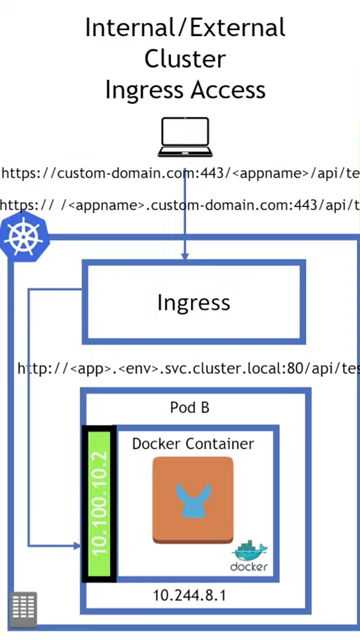 Internal/External
Cluster
Ingress Access
https://custom-domain.com:443/<appname>/api/te
https:// /<appname>.custom-domain.com:443/api/t
Ingress
http://<app>.<env>.svc.cluster.local:80/api/tes
Pod B
Docker Container
10.100.10.2
docker
10.244.8.1